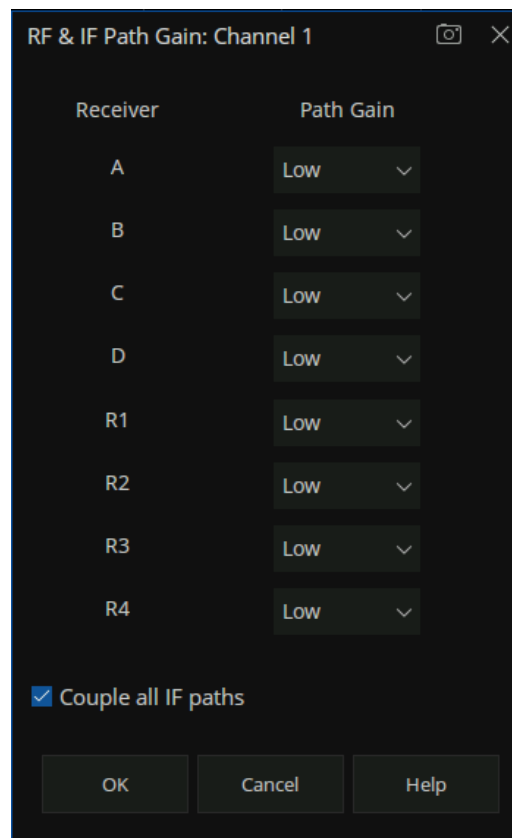 RF & IF Path Gain: Channel 1
Receiver Path Gain
A Low
B Low
C Low
D Low
R1 Low
R2 Low
R3 Low
R4 Low
Couple all IF paths
OK Cancel Help